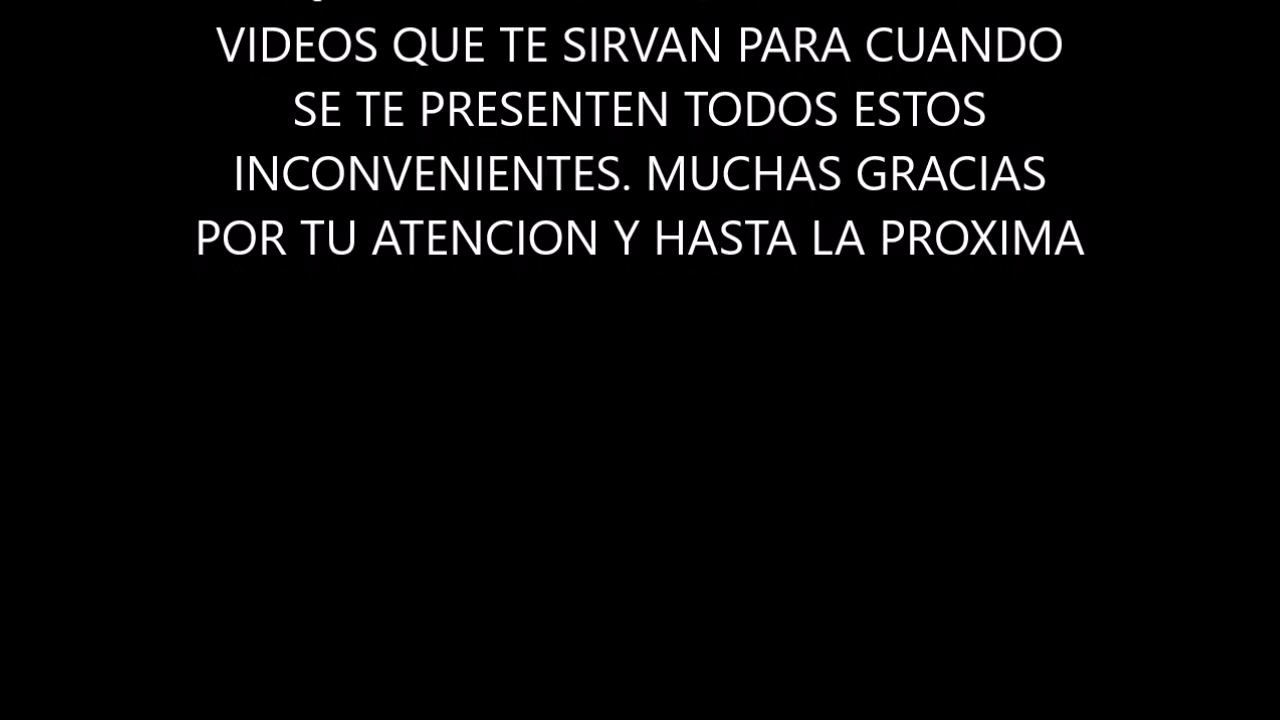 VIDEOS QUE TE SIRVAN PARA CUANDO
SE TE PRESENTEN TODOS ESTOS
INCONVENIENTES. MUCHAS GRACIAS
POR TU ATENCION Y HASTA LA PROXIMA